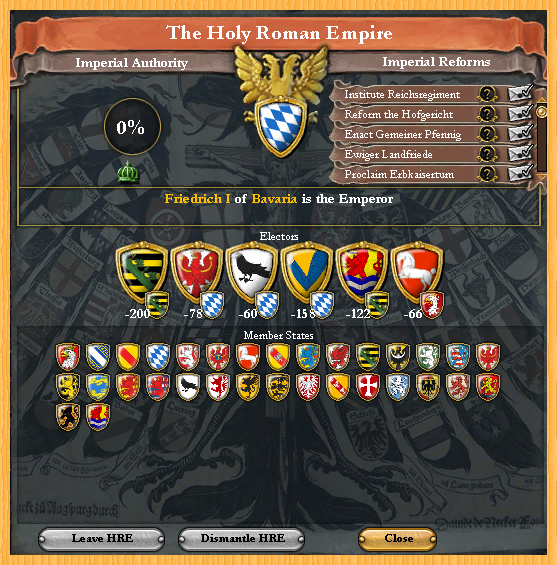 The Holy Roman Empire
Imperial Authority
Imperial Reforms
Institute Reichsregiment
0%
Reform the Hofgericht
Enact Gemeiner Pfennig
Ewiger Landfriede
Proclaim Erbkaisertum
Friedrich I of Bavaria is the Emperor
Electors
-200 -78 -60 -158 -122 -66
Member States
Leave HRE
Dismantle HRE
Close